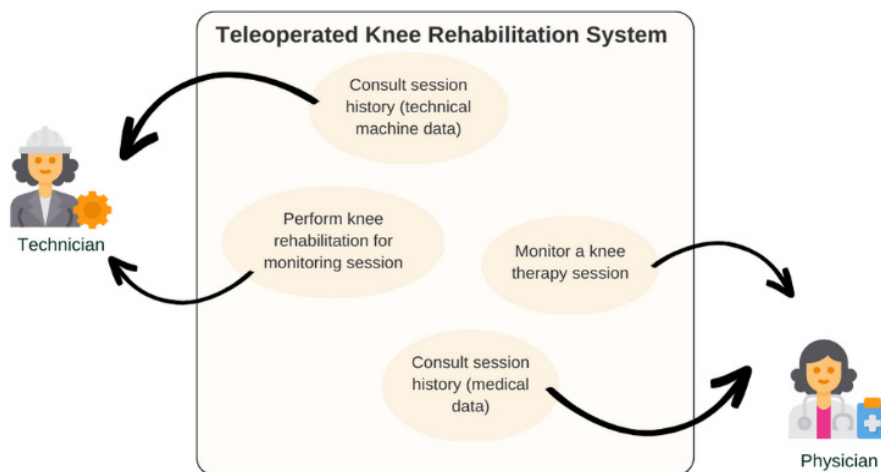 Teleoperated Knee Rehabilitation System
Consult session
history (technical
machine data)
Technician
Perform knee
rehabilitation for
monitoring session
Monitor a knee
therapy session
Consult session
history (medical
data)
Physician